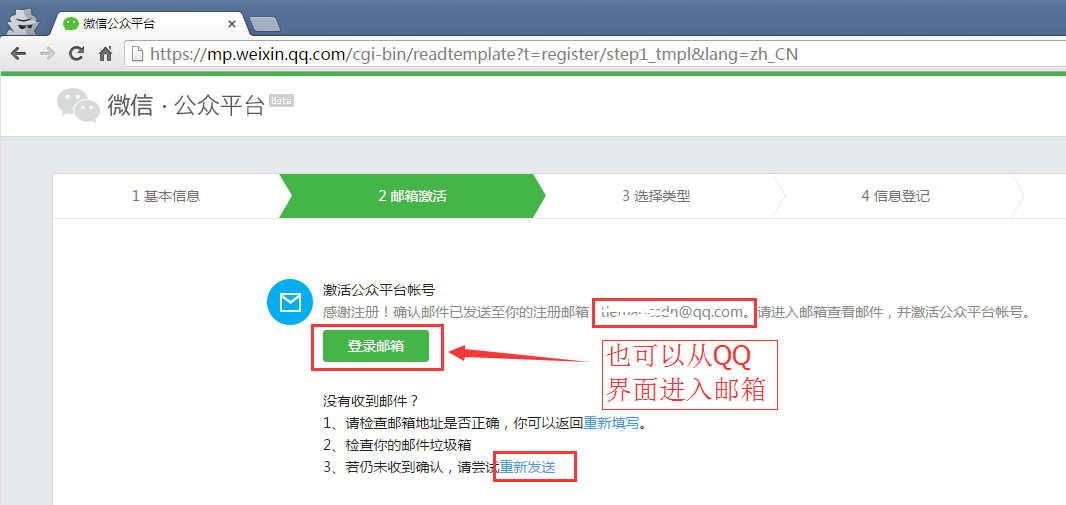 微信公众平台
https://mp.weixin.qq.com/cgi-bin/readtemplate?t=register/step1_tmpl&lang=zh_CN
微信·公众平台 Beta
1 基本信息 2 邮箱激活 3 选择类型 4 信息登记
激活公众平台帐号
感谢注册！确认邮件已发送至你的注册邮箱：@qq.com。请进入邮箱查看邮件，并激活公众平台帐号。
登录邮箱
也可以从QQ
界面进入邮箱
没有收到邮件？
1、请检查邮箱地址是否正确，你可以返回重新填写。
2、检查你的邮件垃圾箱
3、若仍未收到确认，请尝试重新发送